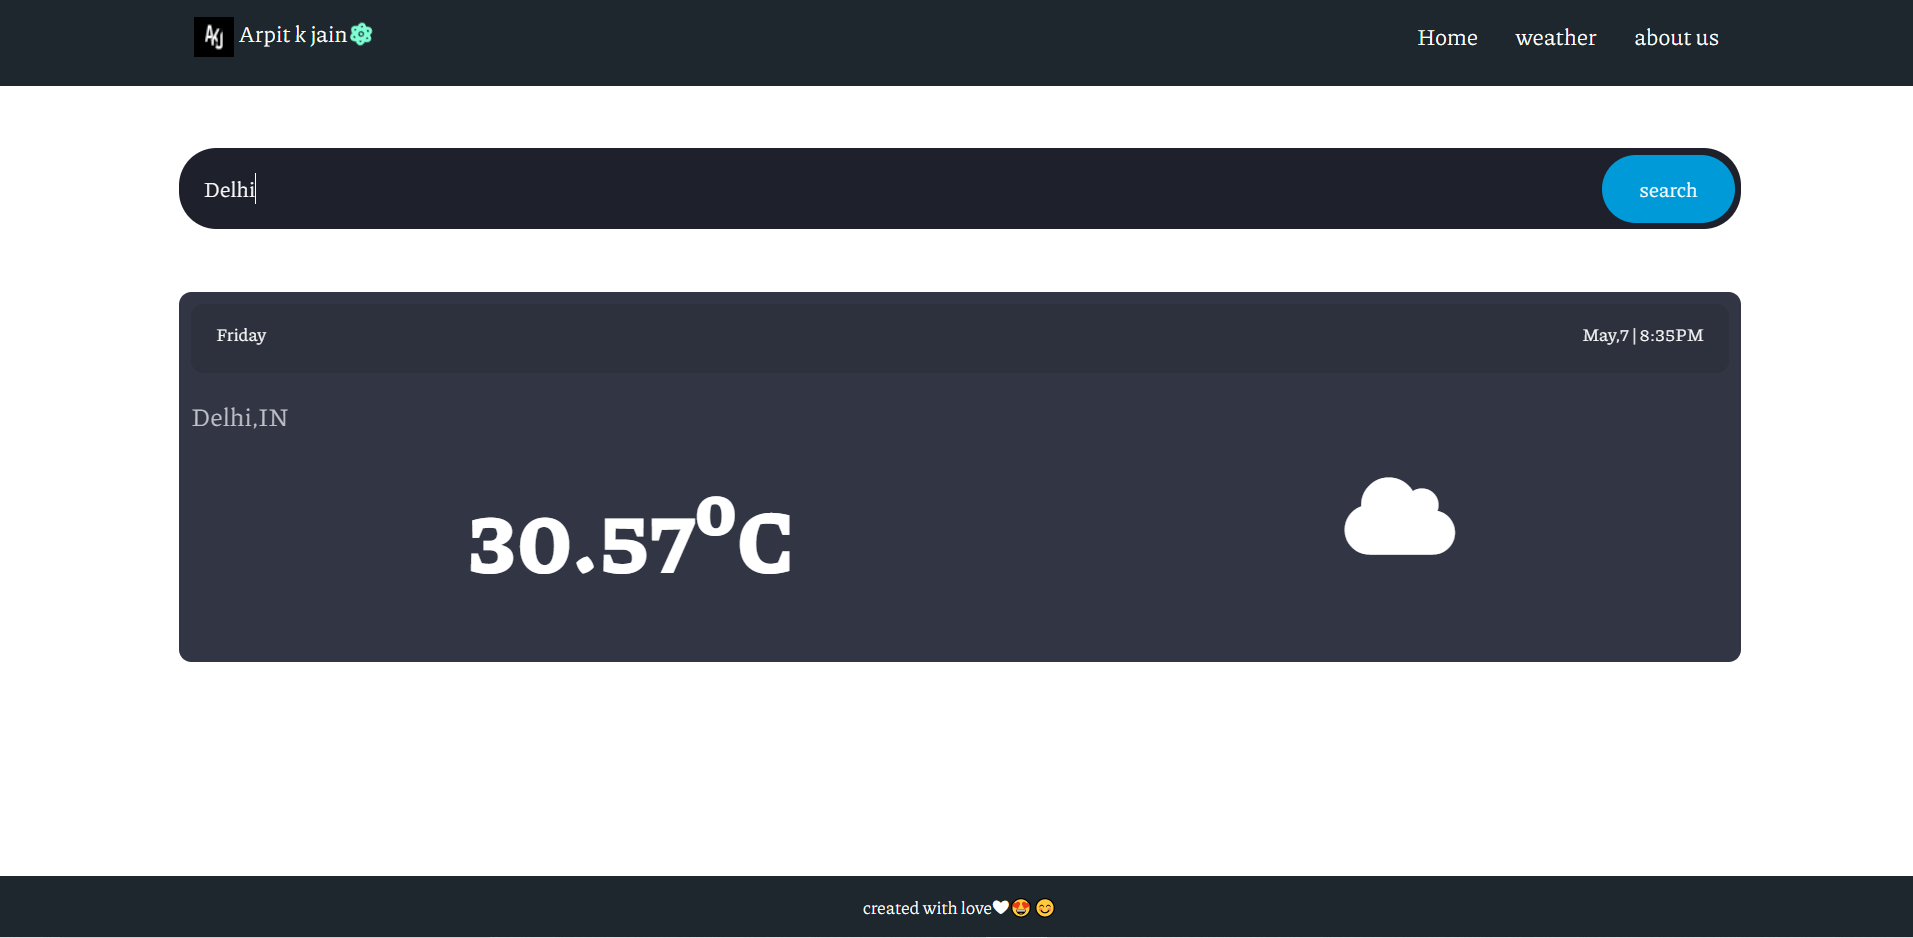 AKJ Arpit k jain Home weather about us
Delhi search
Friday May,7 | 8:35PM
Delhi,IN
30.57⁰C
created with love🤍😍 😊